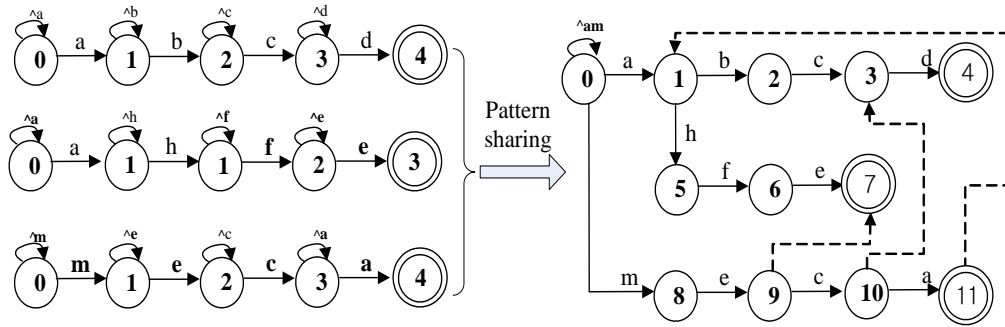 ^a ^b ^c ^d
0 a 1 b 2 c 3 d 4
^a ^h ^f ^e
0 a 1 h 1 f 2 e 3
^m ^e ^c ^a
0 m 1 e 2 c 3 a 4
Pattern
sharing
^am
0 a 1 b 2 c 3 d 4
h
5 f 6 e 7
m 8 e 9 c 10 a 11